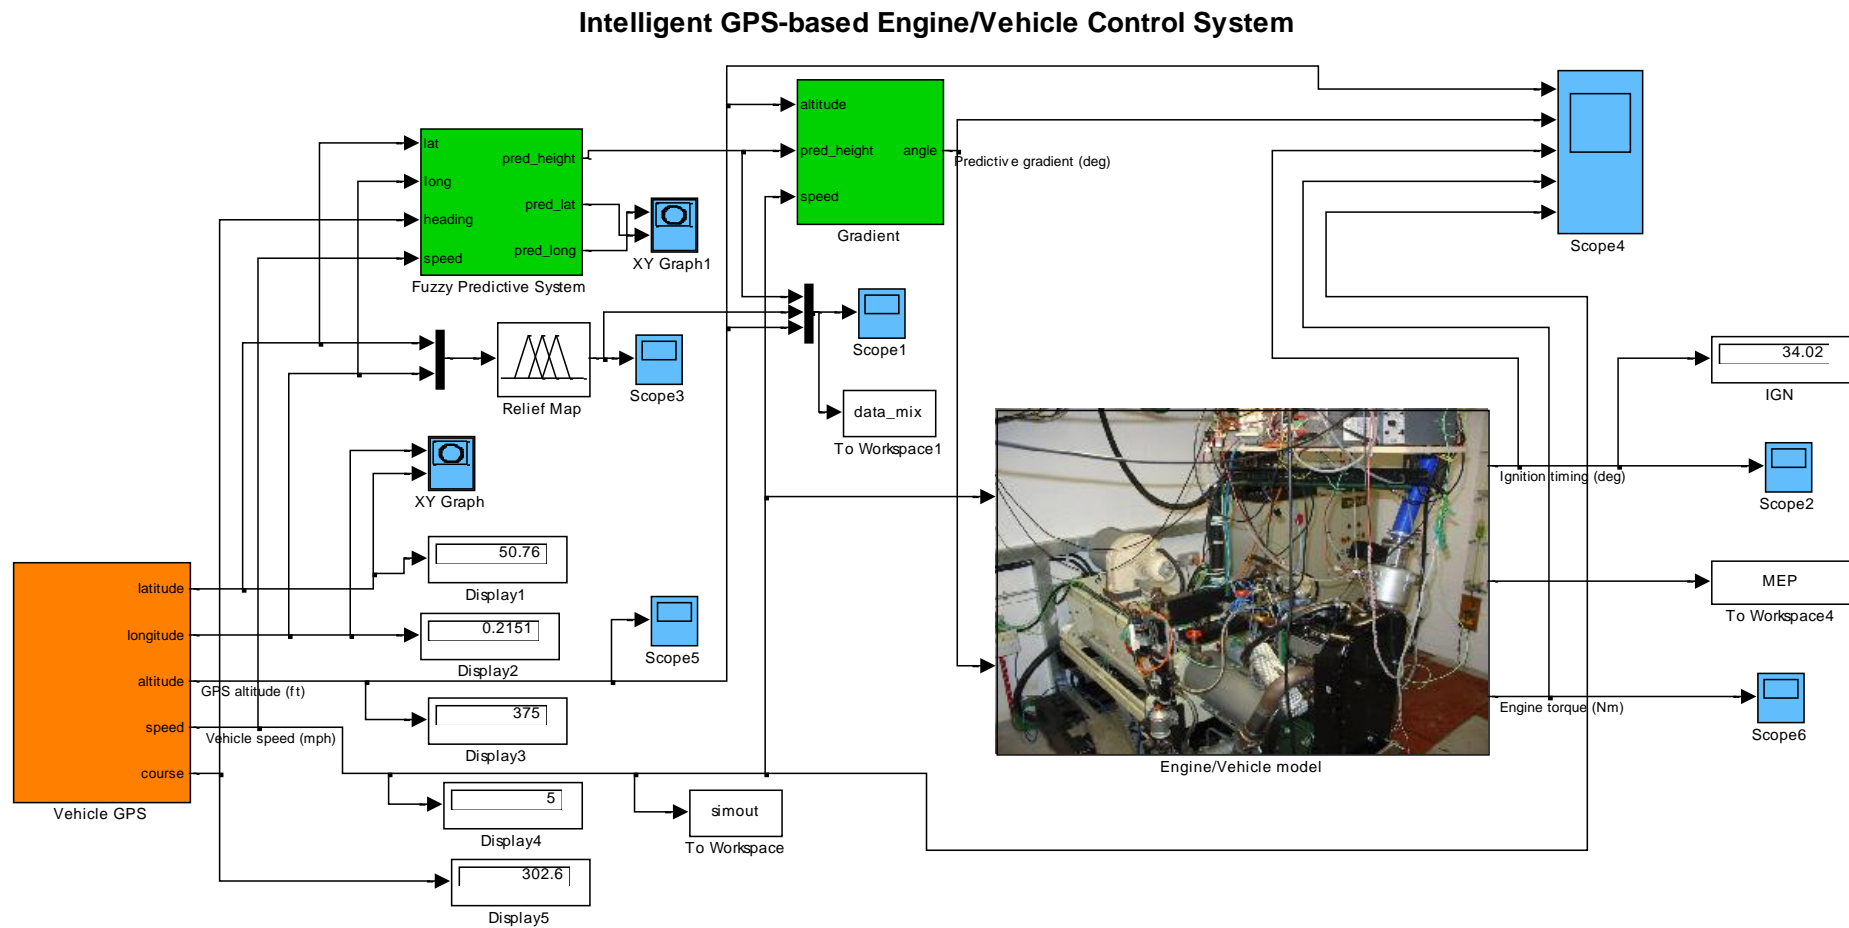 Intelligent GPS-based Engine/Vehicle Control System
altitude
pred_height
speed
angle
Gradient
Predictive gradient (deg)
Scope4
lat
long
heading
speed
pred_height
pred_lat
pred_long
Fuzzy Predictive System
XY Graph1
Relief Map
Scope3
Scope1
data_mix
To Workspace1
34.02
IGN
XY Graph
Ignition timing (deg)
Scope2
50.76
Display1
0.2151
Display2
Scope5
MEP
To Workspace4
latitude
longitude
altitude
speed
course
Vehicle GPS
GPS altitude (ft)
Vehicle speed (mph)
375
Display3
Engine torque (Nm)
Scope6
Engine/Vehicle model
5
Display4
simout
To Workspace
302.6
Display5